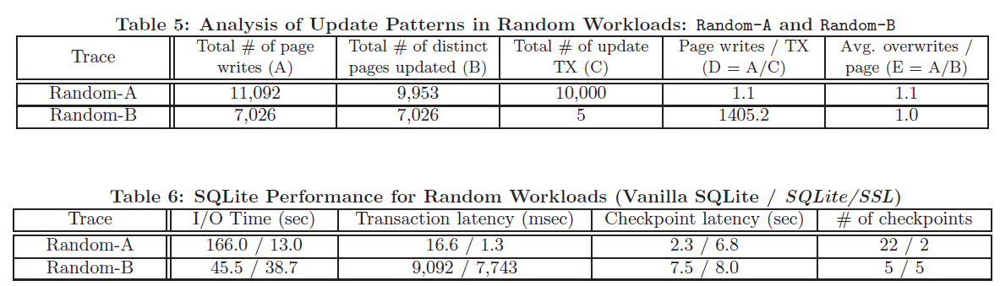 Table 5: Analysis of Update Patterns in Random Workloads: Random-A and Random-B
Trace | Total # of page writes (A) | Total # of distinct pages updated (B) | Total # of update TX (C) | Page writes / TX (D = A/C) | Avg. overwrites / page (E = A/B)
Random-A | 11,092 | 9,953 | 10,000 | 1.1 | 1.1
Random-B | 7,026 | 7,026 | 5 | 1405.2 | 1.0
Table 6: SQLite Performance for Random Workloads (Vanilla SQLite / SQLite/SSL)
Trace | I/O Time (sec) | Transaction latency (msec) | Checkpoint latency (sec) | # of checkpoints
Random-A | 166.0 / 13.0 | 16.6 / 1.3 | 2.3 / 6.8 | 22 / 2
Random-B | 45.5 / 38.7 | 9,092 / 7,743 | 7.5 / 8.0 | 5 / 5